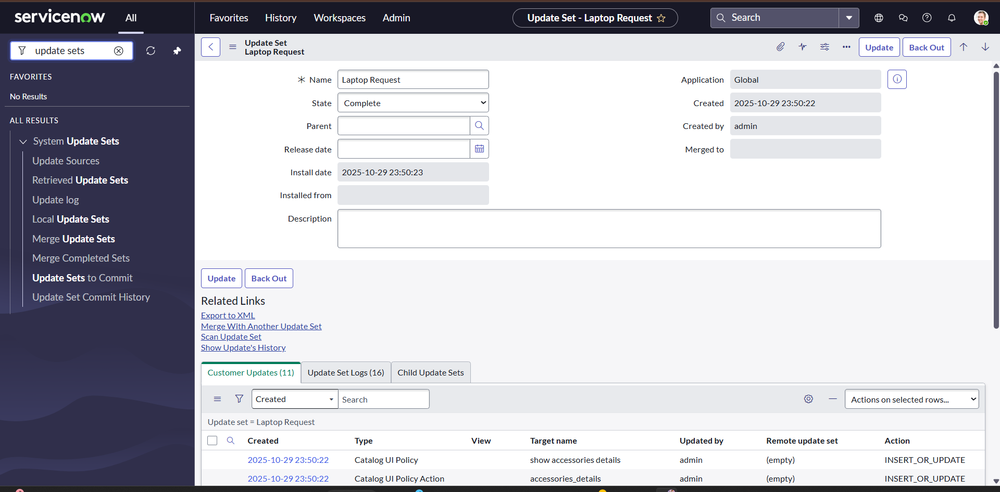 servicenow
All
Favorites
History
Workspaces
Admin
Update Set - Laptop Request
Search
update sets
FAVORITES
No Results
ALL RESULTS
System Update Sets
Update Sources
Retrieved Update Sets
Update log
Local Update Sets
Merge Update Sets
Merge Completed Sets
Update Sets to Commit
Update Set Commit History
Update Set
Laptop Request
Update
Back Out
Name Laptop Request
State Complete
Parent
Release date
Install date 2025-10-29 23:50:23
Installed from
Description
Application Global
Created 2025-10-29 23:50:22
Created by admin
Merged to
Update
Back Out
Related Links
Export to XML
Merge With Another Update Set
Scan Update Set
Show Update's History
Customer Updates (11)
Update Set Logs (16)
Child Update Sets
Created
Search
Actions on selected rows...
Update set = Laptop Request
Created Type View Target name Updated by Remote update set Action
2025-10-29 23:50:22 Catalog UI Policy show accessories details admin (empty) INSERT_OR_UPDATE
2025-10-29 23:50:22 Catalog UI Policy Action accessories_details admin (empty) INSERT_OR_UPDATE